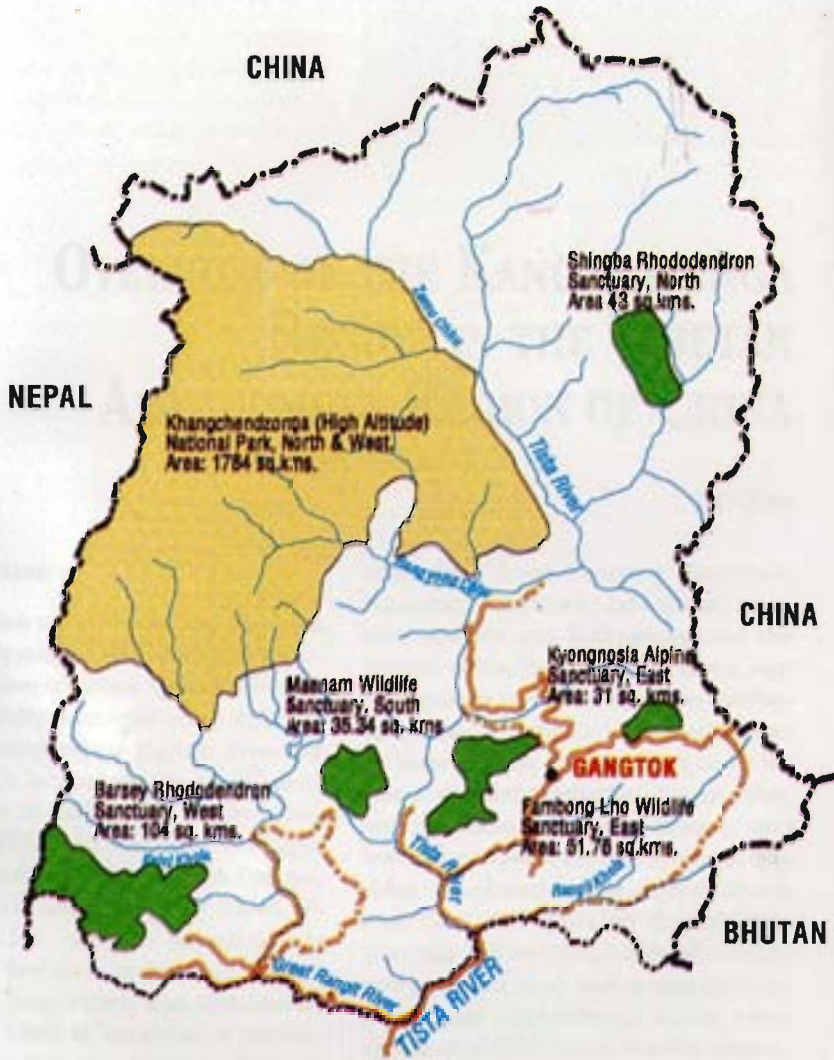 CHINA
Shingba Rhododendron
Sanctuary, North
Area 43 sq.kms.
Zemu Chhu
NEPAL
Khangchendzonga (High Altitude)
National Park, North & West.
Area: 1784 sq.kms.
Tista River
CHINA
Kyongnosla Alpine
Sanctuary, East
Area: 31 sq. kms.
Maenam Wildlife
Sanctuary, South
Area: 35.34 sq. kms
GANGTOK
Barsey Rhododendron
Sanctuary, West
Area: 104 sq. kms.
Fambong-Lho Wildlife
Sanctuary, East
Area: 51.76 sq.kms.
Tista River
Khola
BHUTAN
Great Rangit River
TISTA RIVER